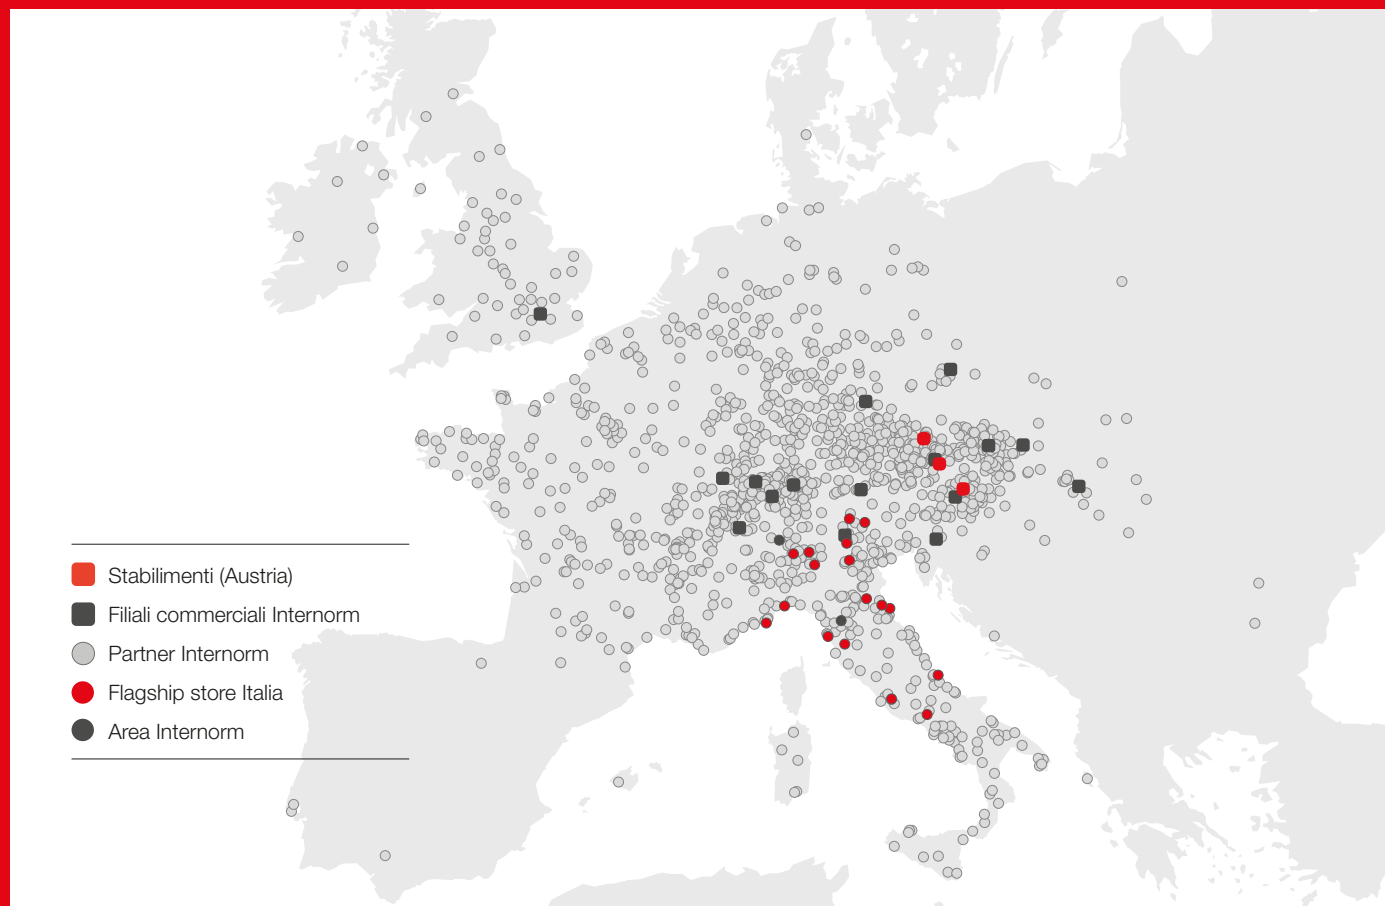 Stabilimenti (Austria)
Filiali commerciali Internorm
Partner Internorm
Flagship store Italia
Area Internorm